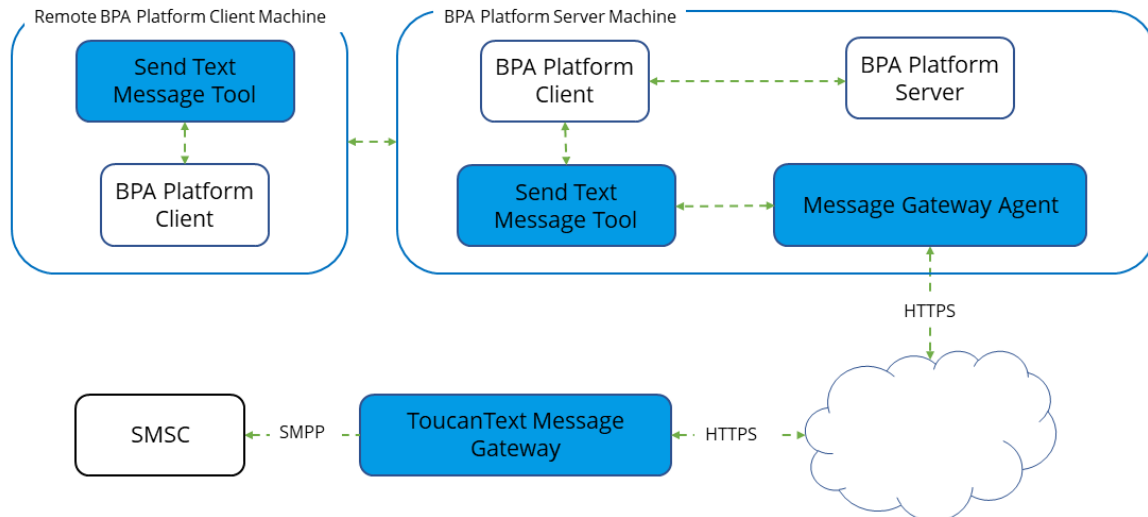 Remote BPA Platform Client Machine
BPA Platform Server Machine
Send Text
Message Tool
BPA Platform
Client
BPA Platform
Client
BPA Platform
Server
Send Text
Message Tool
Message Gateway Agent
HTTPS
SMSC
SMPP
ToucanText Message
Gateway
HTTPS